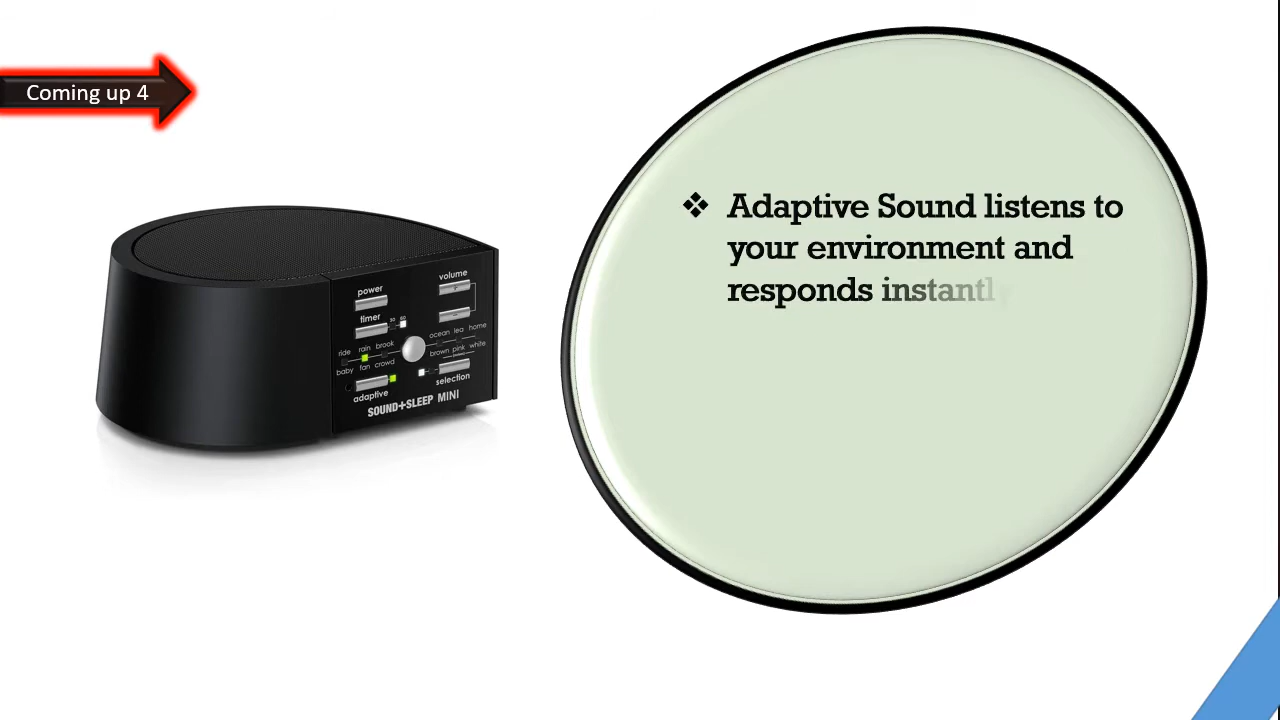 Coming up 4
Adaptive Sound listens to
your environment and
responds instantly
volume
power
timer
30 60
ocean lea home
ride rain brook
brown pink white
baby fan crowd
selection
adaptive
SOUND+SLEEP MINI